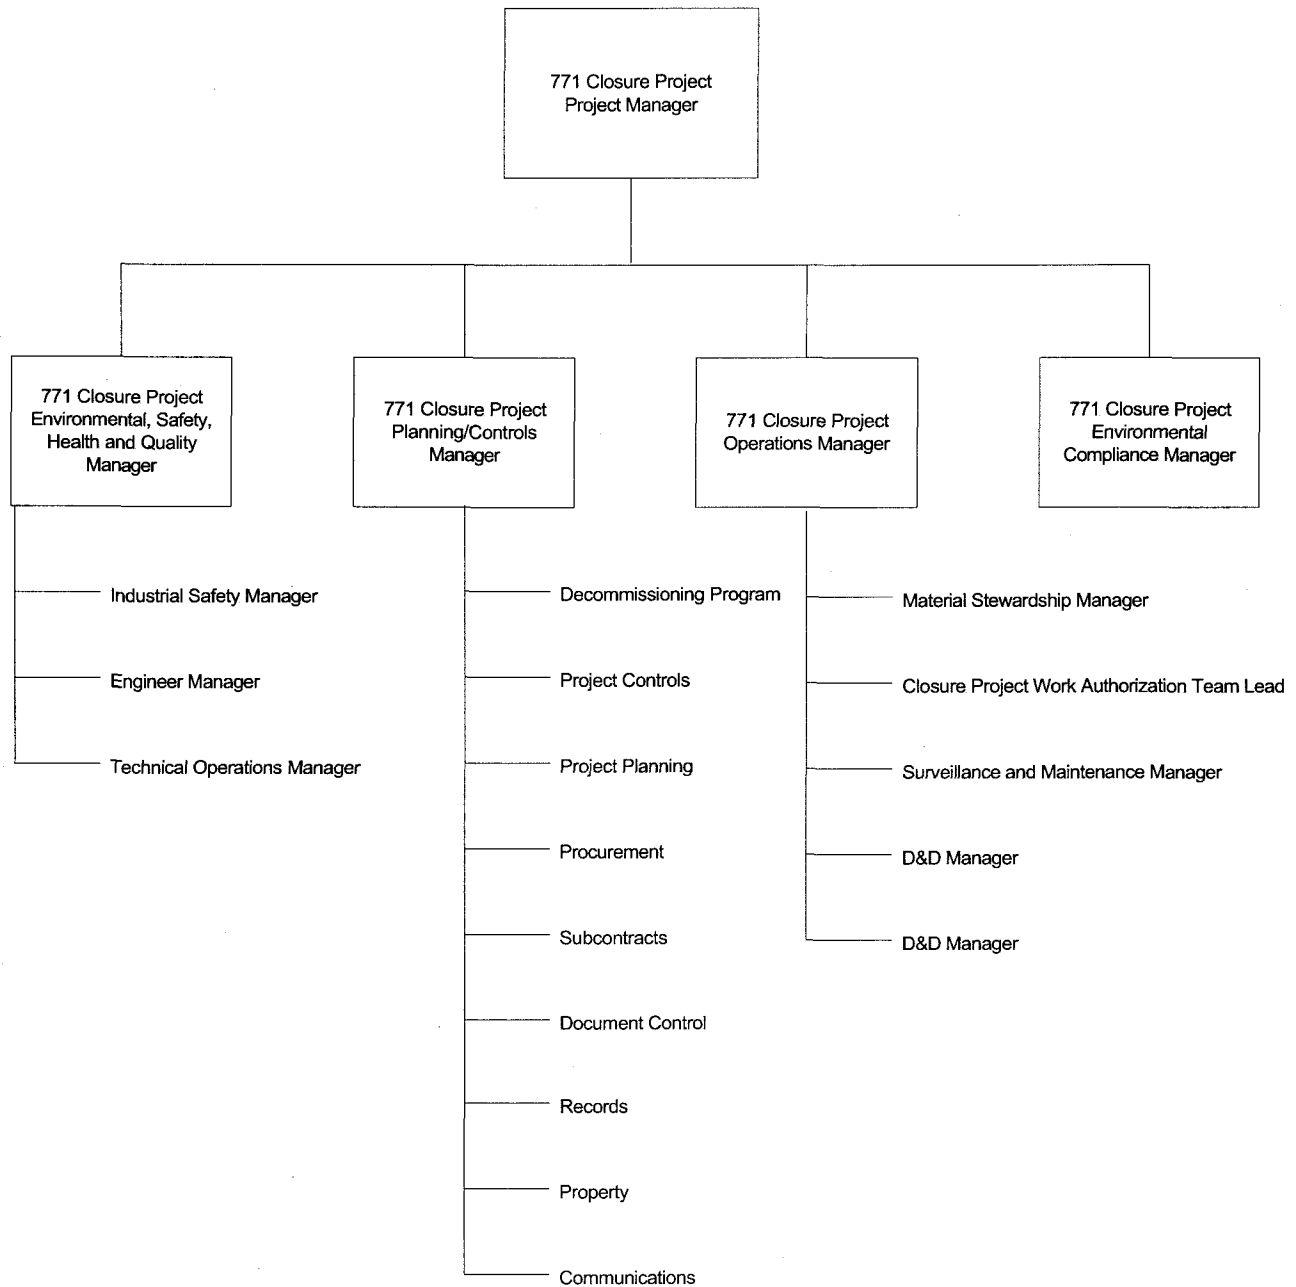 771 Closure Project
Project Manager
771 Closure Project
Environmental, Safety,
Health and Quality
Manager
771 Closure Project
Planning/Controls
Manager
771 Closure Project
Operations Manager
771 Closure Project
Environmental
Compliance Manager
Industrial Safety Manager
Engineer Manager
Technical Operations Manager
Decommissioning Program
Project Controls
Project Planning
Procurement
Subcontracts
Document Control
Records
Property
Communications
Material Stewardship Manager
Closure Project Work Authorization Team Lead
Surveillance and Maintenance Manager
D&D Manager
D&D Manager